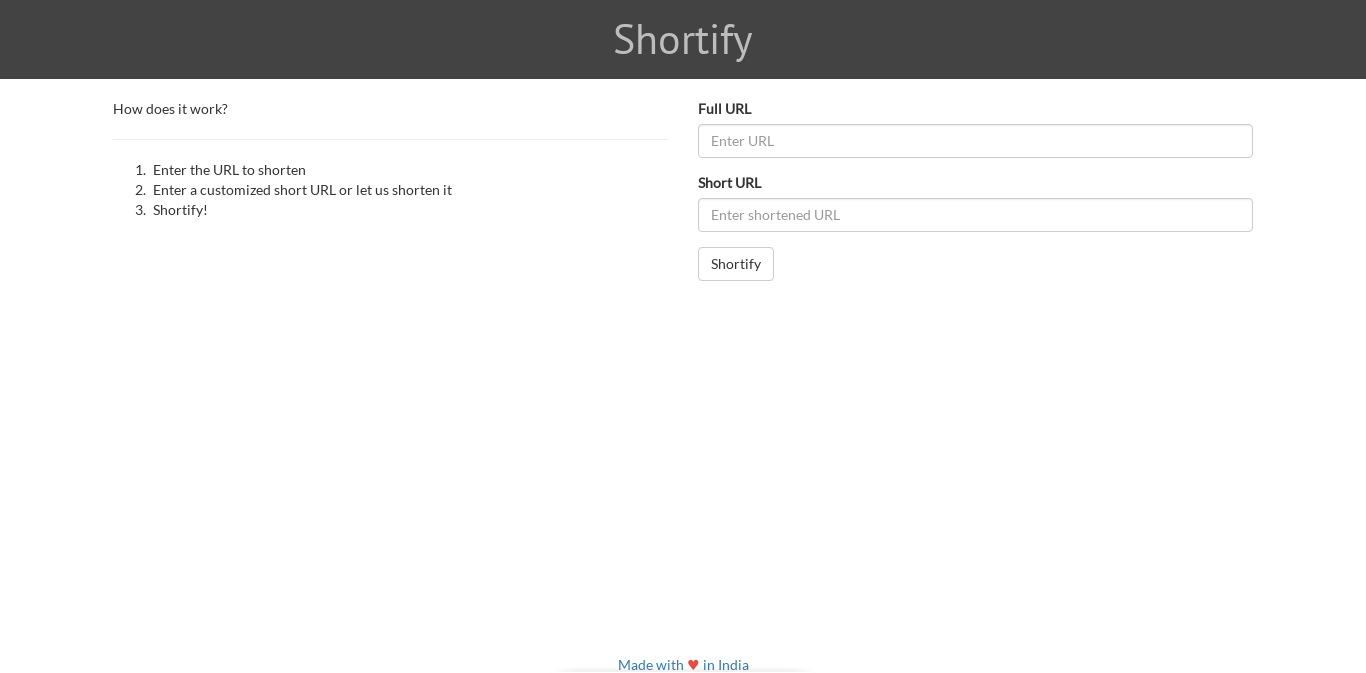 Shortify
How does it work?
1. Enter the URL to shorten
2. Enter a customized short URL or let us shorten it
3. Shortify!
Full URL
Enter URL
Short URL
Enter shortened URL
Shortify
Made with ♥ in India